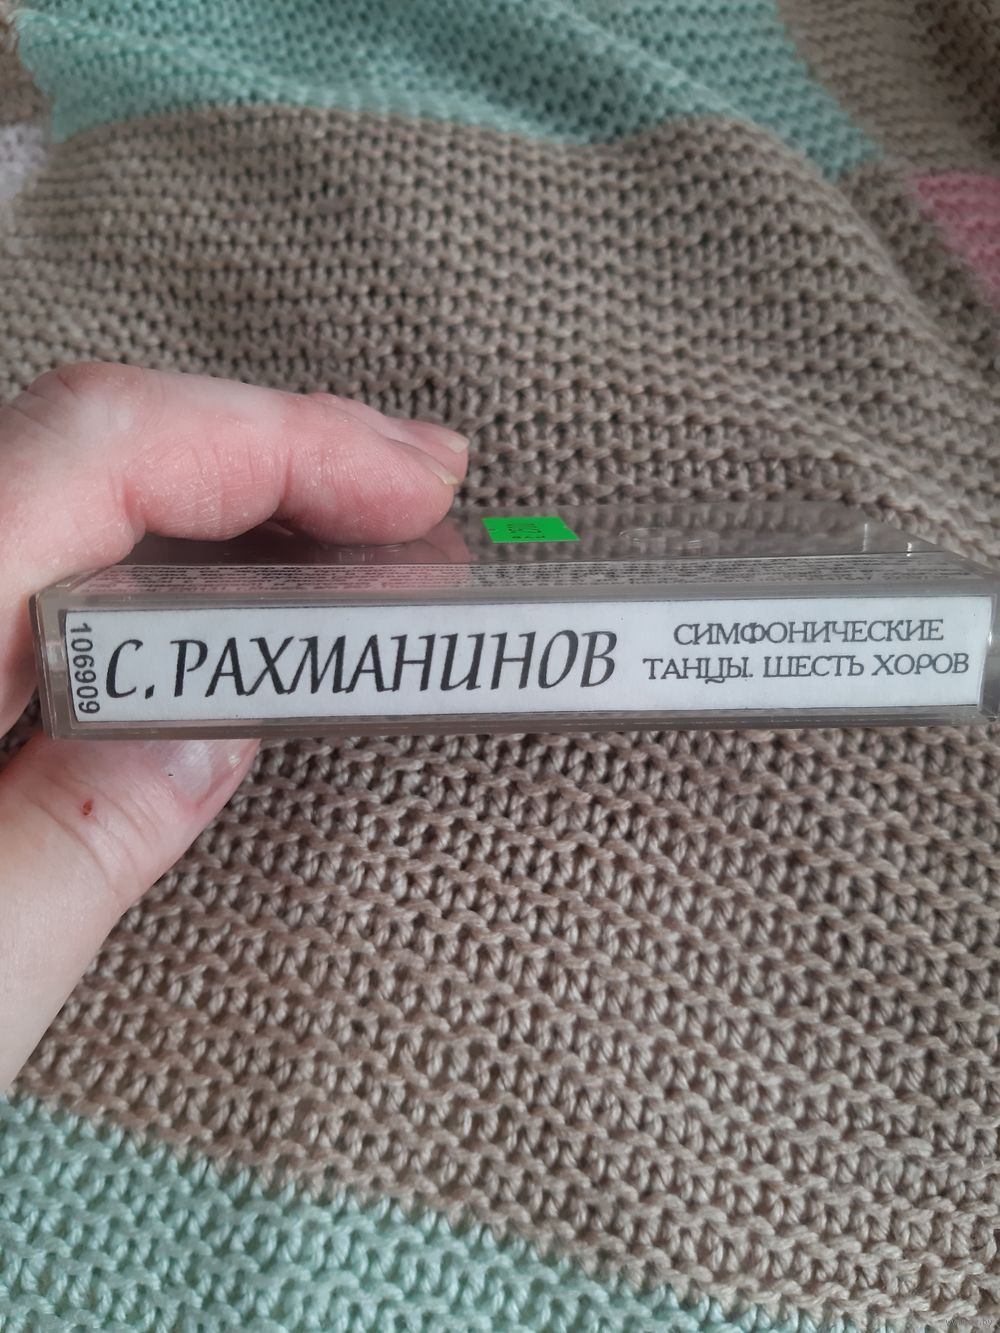 106909
С. РАХМАНИНОВ
СИМФОНИЧЕСКИЕ
ТАНЦЫ. ШЕСТЬ ХОРОВ